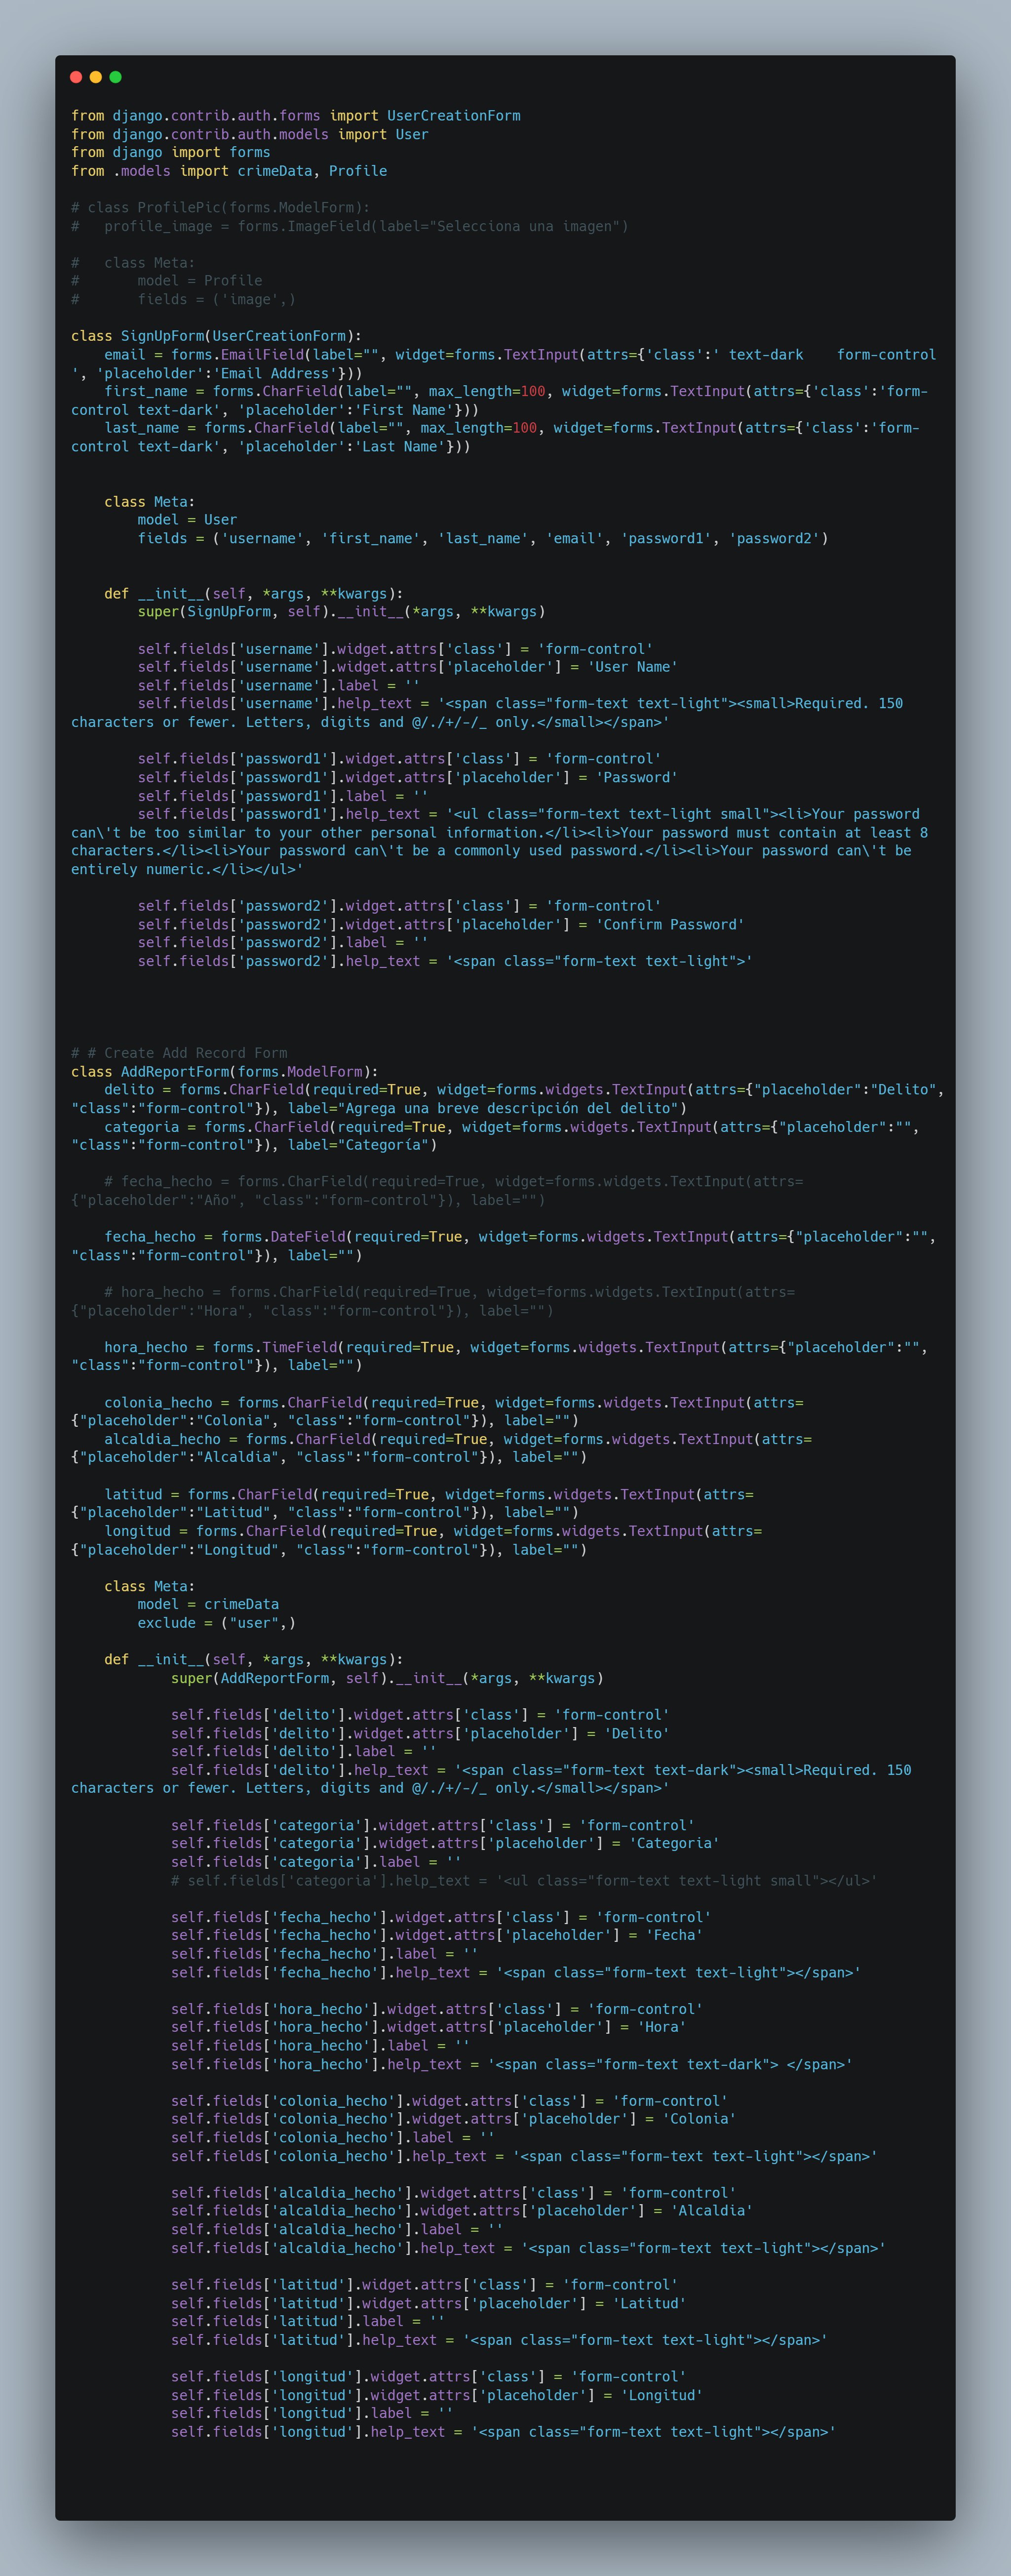 from django.contrib.auth.forms import UserCreationForm
from django.contrib.auth.models import User
from django import forms
from .models import crimeData, Profile

# class ProfilePic(forms.ModelForm):
#   profile_image = forms.ImageField(label="Selecciona una imagen")

#   class Meta:
#       model = Profile
#       fields = ('image',)

class SignUpForm(UserCreationForm):
    email = forms.EmailField(label="", widget=forms.TextInput(attrs={'class':' text-dark    form-control
', 'placeholder':'Email Address'}))
    first_name = forms.CharField(label="", max_length=100, widget=forms.TextInput(attrs={'class':'form-
control text-dark', 'placeholder':'First Name'}))
    last_name = forms.CharField(label="", max_length=100, widget=forms.TextInput(attrs={'class':'form-
control text-dark', 'placeholder':'Last Name'}))


    class Meta:
        model = User
        fields = ('username', 'first_name', 'last_name', 'email', 'password1', 'password2')


    def __init__(self, *args, **kwargs):
        super(SignUpForm, self).__init__(*args, **kwargs)

        self.fields['username'].widget.attrs['class'] = 'form-control'
        self.fields['username'].widget.attrs['placeholder'] = 'User Name'
        self.fields['username'].label = ''
        self.fields['username'].help_text = '<span class="form-text text-light"><small>Required. 150
characters or fewer. Letters, digits and @/./+/-/_ only.</small></span>'

        self.fields['password1'].widget.attrs['class'] = 'form-control'
        self.fields['password1'].widget.attrs['placeholder'] = 'Password'
        self.fields['password1'].label = ''
        self.fields['password1'].help_text = '<ul class="form-text text-light small"><li>Your password
can\'t be too similar to your other personal information.</li><li>Your password must contain at least 8
characters.</li><li>Your password can\'t be a commonly used password.</li><li>Your password can\'t be
entirely numeric.</li></ul>'

        self.fields['password2'].widget.attrs['class'] = 'form-control'
        self.fields['password2'].widget.attrs['placeholder'] = 'Confirm Password'
        self.fields['password2'].label = ''
        self.fields['password2'].help_text = '<span class="form-text text-light">'




# # Create Add Record Form
class AddReportForm(forms.ModelForm):
    delito = forms.CharField(required=True, widget=forms.widgets.TextInput(attrs={"placeholder":"Delito",
"class":"form-control"}), label="Agrega una breve descripción del delito")
    categoria = forms.CharField(required=True, widget=forms.widgets.TextInput(attrs={"placeholder":"",
"class":"form-control"}), label="Categoría")

    # fecha_hecho = forms.CharField(required=True, widget=forms.widgets.TextInput(attrs=
{"placeholder":"Año", "class":"form-control"}), label="")

    fecha_hecho = forms.DateField(required=True, widget=forms.widgets.TextInput(attrs={"placeholder":"",
"class":"form-control"}), label="")

    # hora_hecho = forms.CharField(required=True, widget=forms.widgets.TextInput(attrs=
{"placeholder":"Hora", "class":"form-control"}), label="")

    hora_hecho = forms.TimeField(required=True, widget=forms.widgets.TextInput(attrs={"placeholder":"",
"class":"form-control"}), label="")

    colonia_hecho = forms.CharField(required=True, widget=forms.widgets.TextInput(attrs=
{"placeholder":"Colonia", "class":"form-control"}), label="")
    alcaldia_hecho = forms.CharField(required=True, widget=forms.widgets.TextInput(attrs=
{"placeholder":"Alcaldia", "class":"form-control"}), label="")

    latitud = forms.CharField(required=True, widget=forms.widgets.TextInput(attrs=
{"placeholder":"Latitud", "class":"form-control"}), label="")
    longitud = forms.CharField(required=True, widget=forms.widgets.TextInput(attrs=
{"placeholder":"Longitud", "class":"form-control"}), label="")

    class Meta:
        model = crimeData
        exclude = ("user",)

    def __init__(self, *args, **kwargs):
            super(AddReportForm, self).__init__(*args, **kwargs)

            self.fields['delito'].widget.attrs['class'] = 'form-control'
            self.fields['delito'].widget.attrs['placeholder'] = 'Delito'
            self.fields['delito'].label = ''
            self.fields['delito'].help_text = '<span class="form-text text-dark"><small>Required. 150
characters or fewer. Letters, digits and @/./+/-/_ only.</small></span>'

            self.fields['categoria'].widget.attrs['class'] = 'form-control'
            self.fields['categoria'].widget.attrs['placeholder'] = 'Categoria'
            self.fields['categoria'].label = ''
            # self.fields['categoria'].help_text = '<ul class="form-text text-light small"></ul>'

            self.fields['fecha_hecho'].widget.attrs['class'] = 'form-control'
            self.fields['fecha_hecho'].widget.attrs['placeholder'] = 'Fecha'
            self.fields['fecha_hecho'].label = ''
            self.fields['fecha_hecho'].help_text = '<span class="form-text text-light"></span>'

            self.fields['hora_hecho'].widget.attrs['class'] = 'form-control'
            self.fields['hora_hecho'].widget.attrs['placeholder'] = 'Hora'
            self.fields['hora_hecho'].label = ''
            self.fields['hora_hecho'].help_text = '<span class="form-text text-dark"> </span>'

            self.fields['colonia_hecho'].widget.attrs['class'] = 'form-control'
            self.fields['colonia_hecho'].widget.attrs['placeholder'] = 'Colonia'
            self.fields['colonia_hecho'].label = ''
            self.fields['colonia_hecho'].help_text = '<span class="form-text text-light"></span>'

            self.fields['alcaldia_hecho'].widget.attrs['class'] = 'form-control'
            self.fields['alcaldia_hecho'].widget.attrs['placeholder'] = 'Alcaldia'
            self.fields['alcaldia_hecho'].label = ''
            self.fields['alcaldia_hecho'].help_text = '<span class="form-text text-light"></span>'

            self.fields['latitud'].widget.attrs['class'] = 'form-control'
            self.fields['latitud'].widget.attrs['placeholder'] = 'Latitud'
            self.fields['latitud'].label = ''
            self.fields['latitud'].help_text = '<span class="form-text text-light"></span>'

            self.fields['longitud'].widget.attrs['class'] = 'form-control'
            self.fields['longitud'].widget.attrs['placeholder'] = 'Longitud'
            self.fields['longitud'].label = ''
            self.fields['longitud'].help_text = '<span class="form-text text-light"></span>'